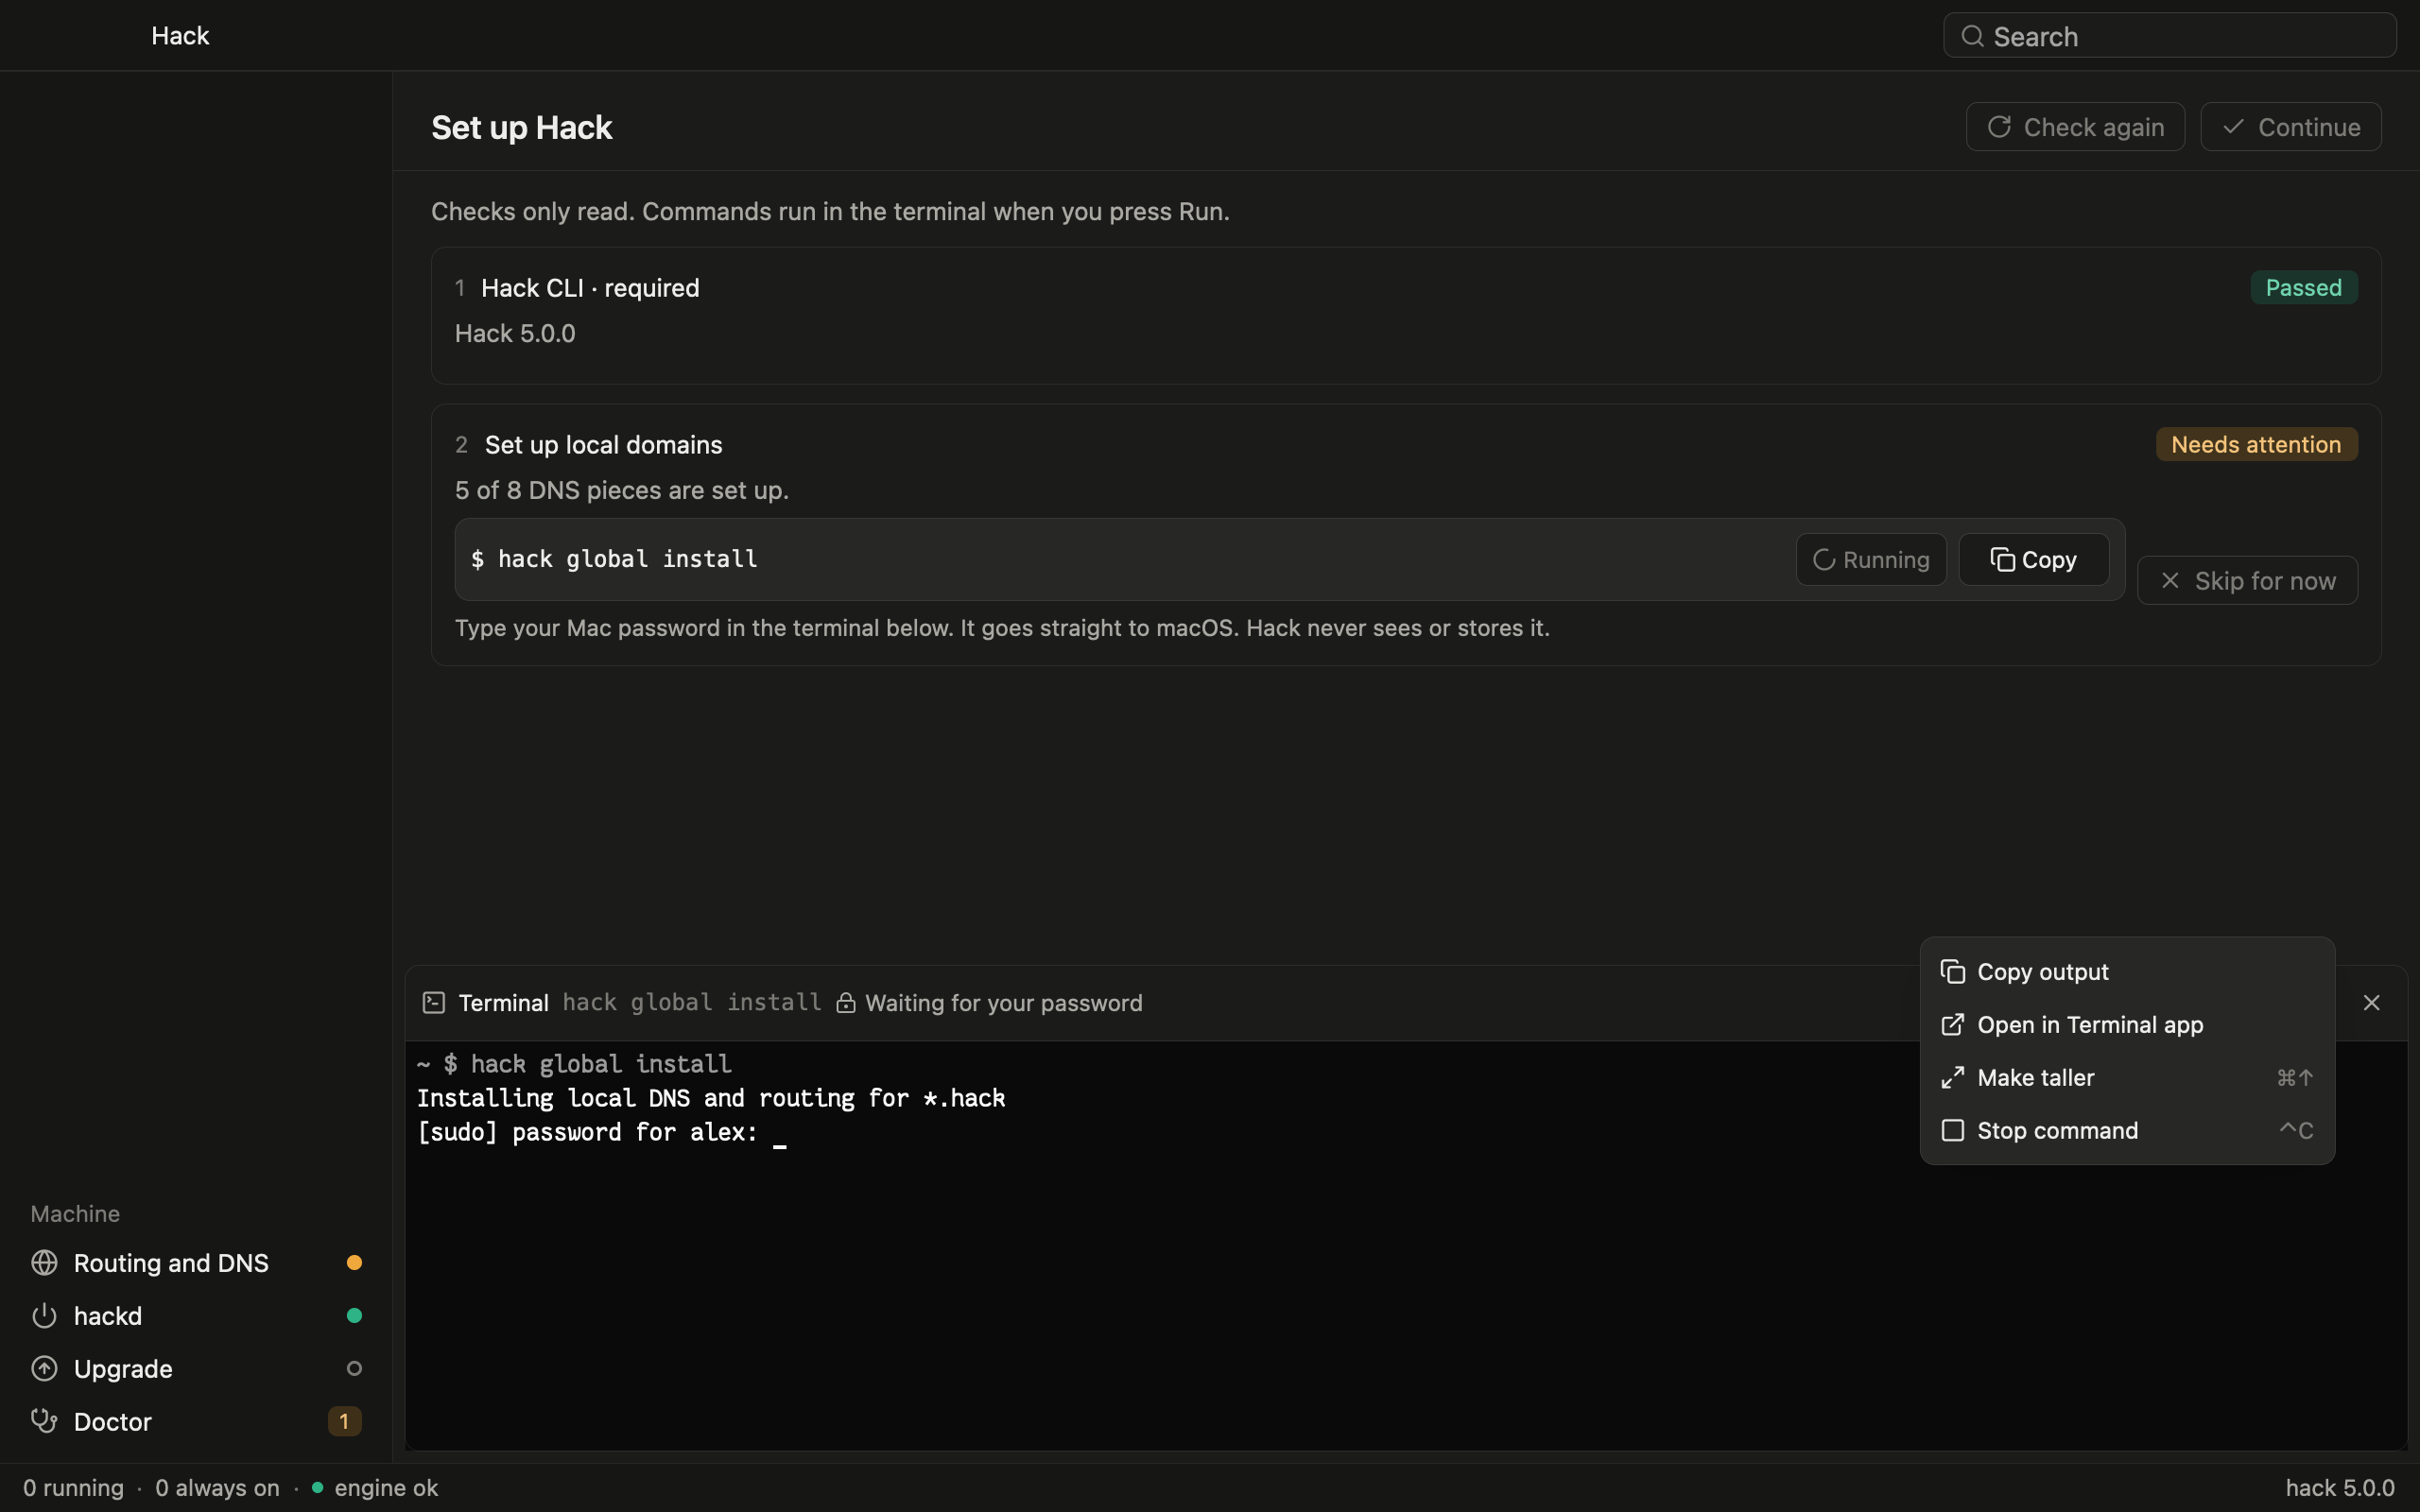 Hack
Search
Set up Hack
Check again
Continue
Checks only read. Commands run in the terminal when you press Run.
1 Hack CLI · required
Passed
Hack 5.0.0
2 Set up local domains
Needs attention
5 of 8 DNS pieces are set up.
$ hack global install
Running
Copy
Skip for now
Type your Mac password in the terminal below. It goes straight to macOS. Hack never sees or stores it.
Terminal hack global install Waiting for your password
~ $ hack global install
Installing local DNS and routing for *.hack
[sudo] password for alex: _
Copy output
Open in Terminal app
Make taller ⌘↑
Stop command ^C
Machine
Routing and DNS
hackd
Upgrade
Doctor 1
0 running · 0 always on · engine ok
hack 5.0.0